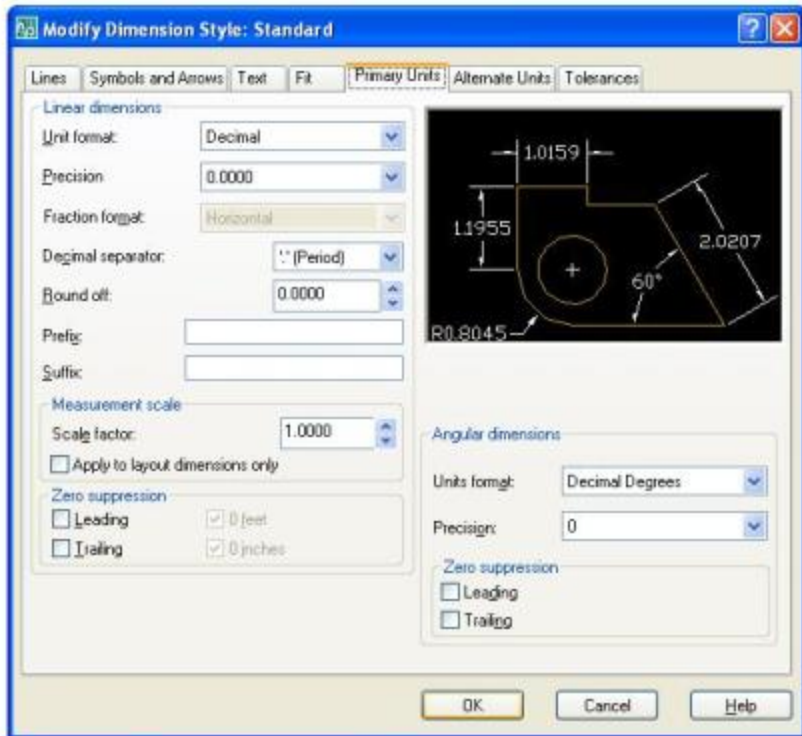 Modify Dimension Style: Standard
Lines Symbols and Arrows Text Fit Primary Units Alternate Units Tolerances
Linear dimensions
Unit format: Decimal
Precision 0.0000
Fraction format: Horizontal
Decimal separator: '.' (Period)
Round off: 0.0000
Prefix:
Suffix:
Measurement scale
Scale factor: 1.0000
Apply to layout dimensions only
Zero suppression
Leading 0 feet
Trailing 0 inches
1.0159
1.1955
2.0207
60°
R0.8045
Angular dimensions
Units format: Decimal Degrees
Precision: 0
Zero suppression
Leading
Trailing
OK Cancel Help